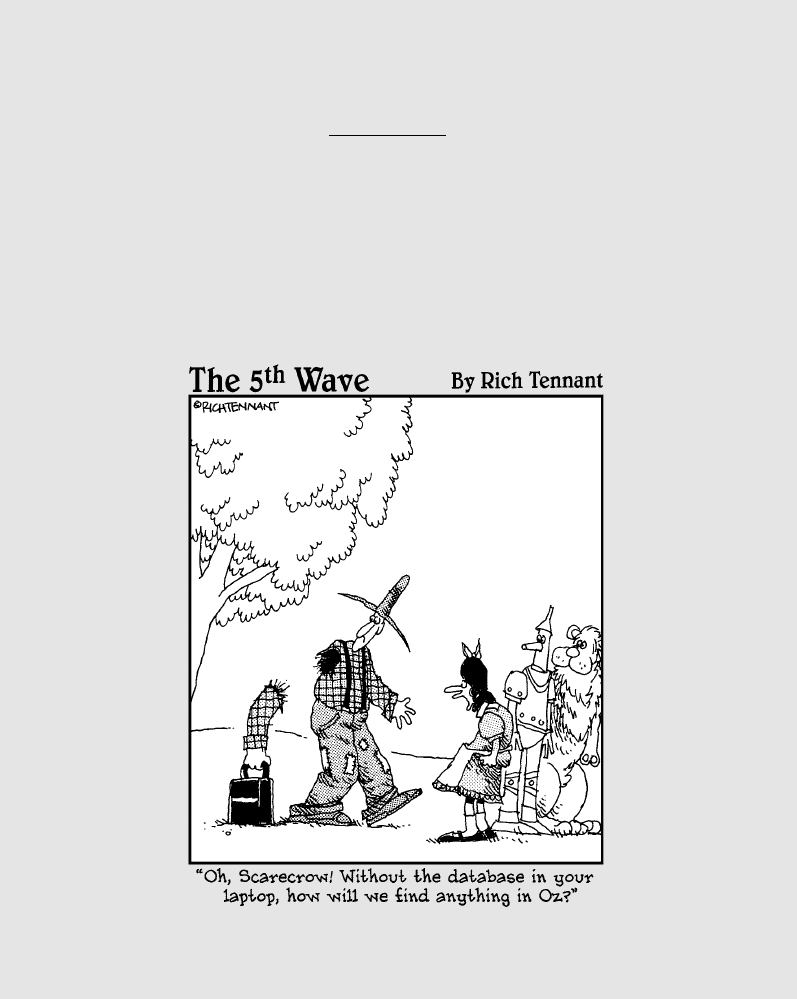 The 5th Wave By Rich Tennant
©RICHTENNANT
“Oh, Scarecrow! Without the database in your
laptop, how will we find anything in Oz?”